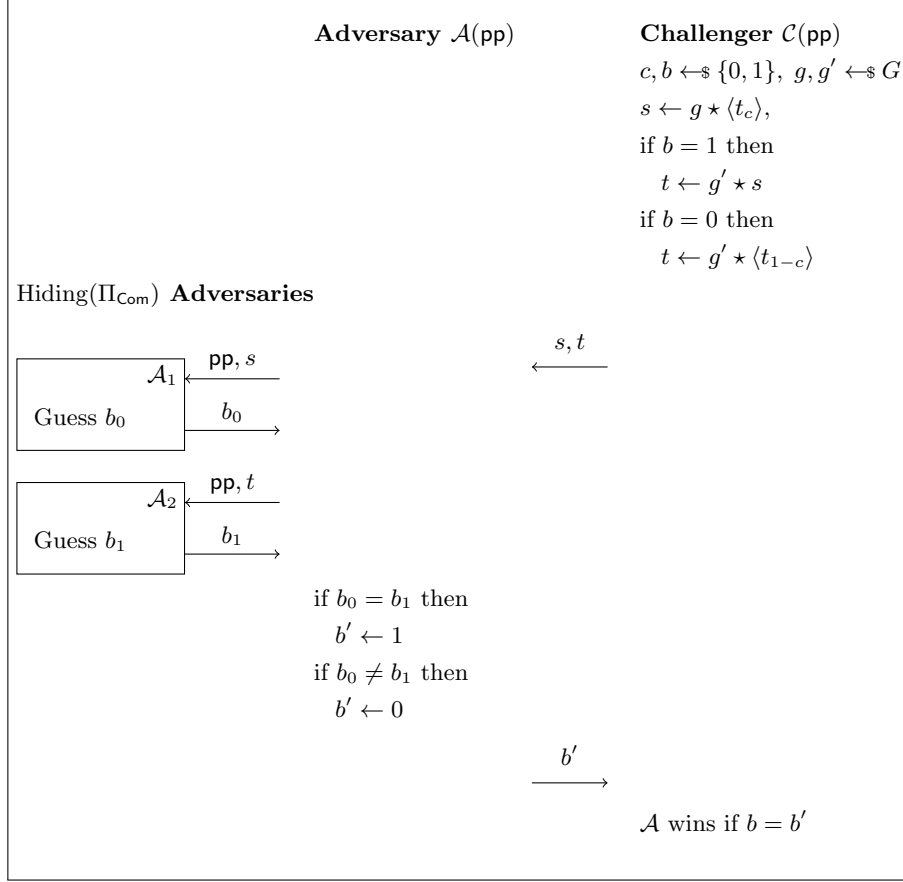 Adversary 𝒜(pp) Challenger 𝒞(pp)
c, b ←$ {0, 1}, g, g′ ←$ G
s ← g ⋆ ⟨t_c⟩,
if b = 1 then
t ← g′ ⋆ s
if b = 0 then
t ← g′ ⋆ ⟨t_{1−c}⟩
Hiding(Π_Com) Adversaries
s, t
𝒜_1 pp, s
Guess b_0 b_0
𝒜_2 pp, t
Guess b_1 b_1
if b_0 = b_1 then
b′ ← 1
if b_0 ≠ b_1 then
b′ ← 0
b′
𝒜 wins if b = b′